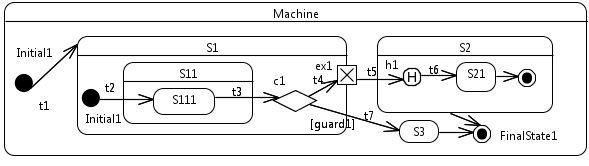 Machine
Initial1
t1
S1
t2
Initial1
S11
S111
t3
c1
ex1
t4
[guard1]
t5
t7
S2
h1
H
t6
S21
S3
FinalState1